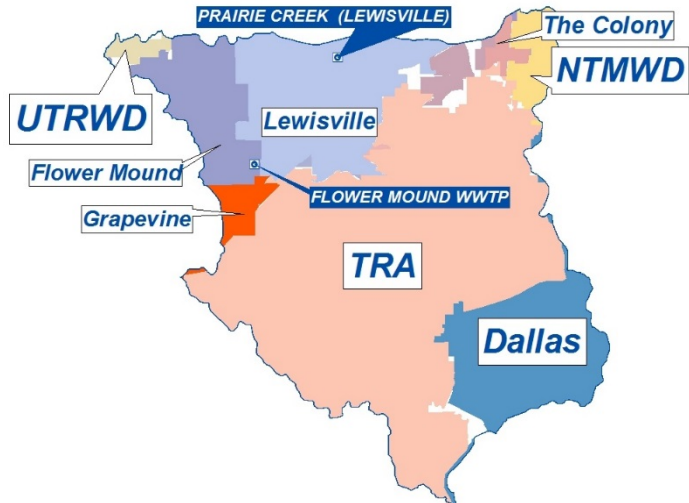 PRAIRIE CREEK (LEWISVILLE)
The Colony
NTMWD
UTRWD
Lewisville
Flower Mound
FLOWER MOUND WWTP
Grapevine
TRA
Dallas